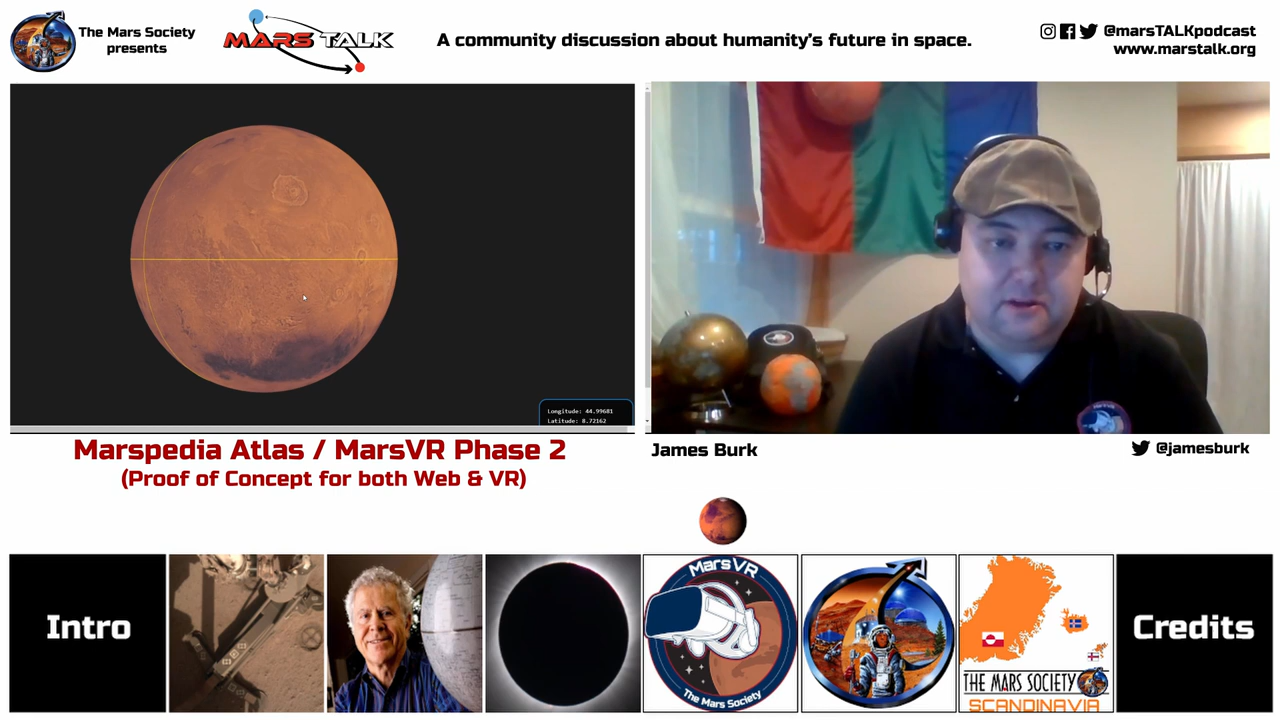 The Mars Society
presents
MARS TALK
A community discussion about humanity's future in space.
@marsTALKpodcast
www.marstalk.org
Longitude: 44.99681
Latitude: 8.72162
Marspedia Atlas / MarsVR Phase 2
(Proof of Concept for both Web & VR)
James Burk
@jamesburk
Intro
MarsVR
The Mars Society
THE MARS SOCIETY
SCANDINAVIA
Credits